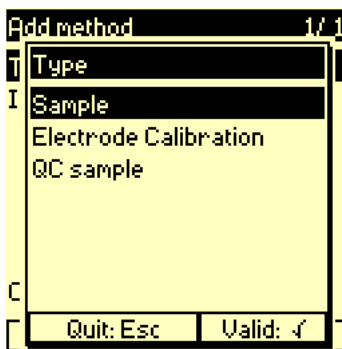 Add method 1/ 1
T
Type
I
Sample
Electrode Calibration
QC sample
C
Quit: Esc Valid: √